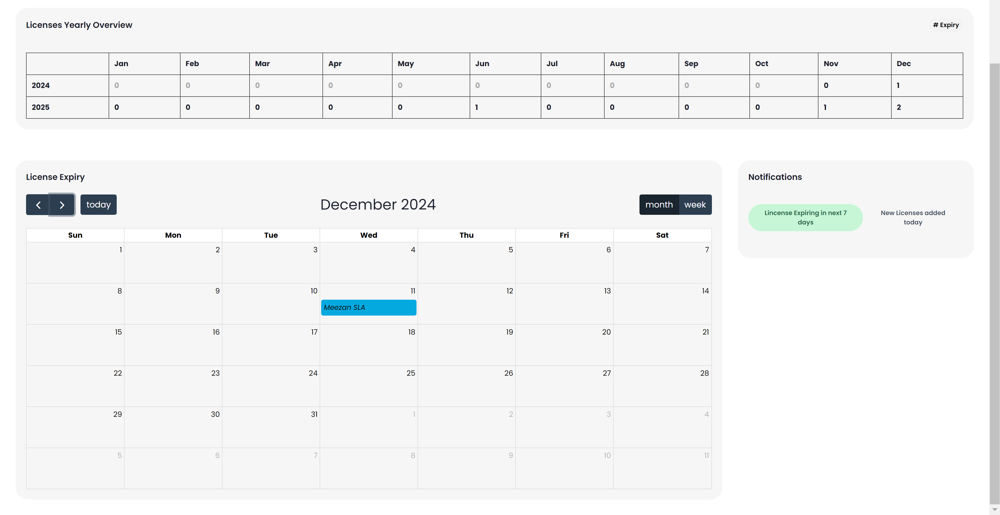 Licenses Yearly Overview
# Expiry
Jan Feb Mar Apr May Jun Jul Aug Sep Oct Nov Dec
2024 0 0 0 0 0 0 0 0 0 0 0 1
2025 0 0 0 0 0 1 0 0 0 0 1 2
License Expiry
today
December 2024
month week
Sun Mon Tue Wed Thu Fri Sat
1 2 3 4 5 6 7
8 9 10 11 12 13 14
Meezan SLA
15 16 17 18 19 20 21
22 23 24 25 26 27 28
29 30 31 1 2 3 4
5 6 7 8 9 10 11
Notifications
Lincense Expiring in next 7
days
New Licenses added
today